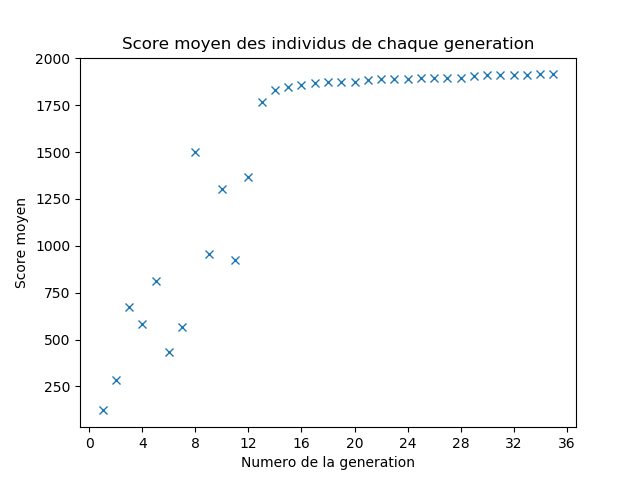 Score moyen des individus de chaque generation
2000
1750
1500
1250
1000
750
500
250
Score moyen
0 4 8 12 16 20 24 28 32 36
Numero de la generation